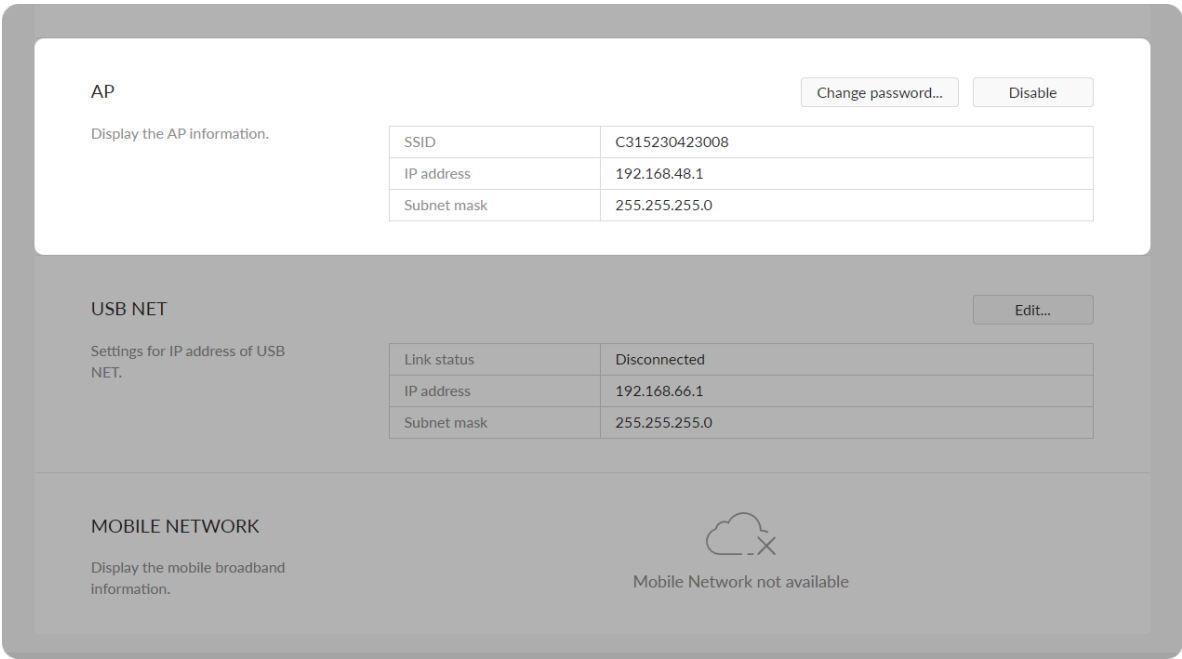 AP
Change password...
Disable
Display the AP information.
SSID C315230423008
IP address 192.168.48.1
Subnet mask 255.255.255.0
USB NET
Edit...
Settings for IP address of USB
NET.
Link status Disconnected
IP address 192.168.66.1
Subnet mask 255.255.255.0
MOBILE NETWORK
Display the mobile broadband
information.
Mobile Network not available